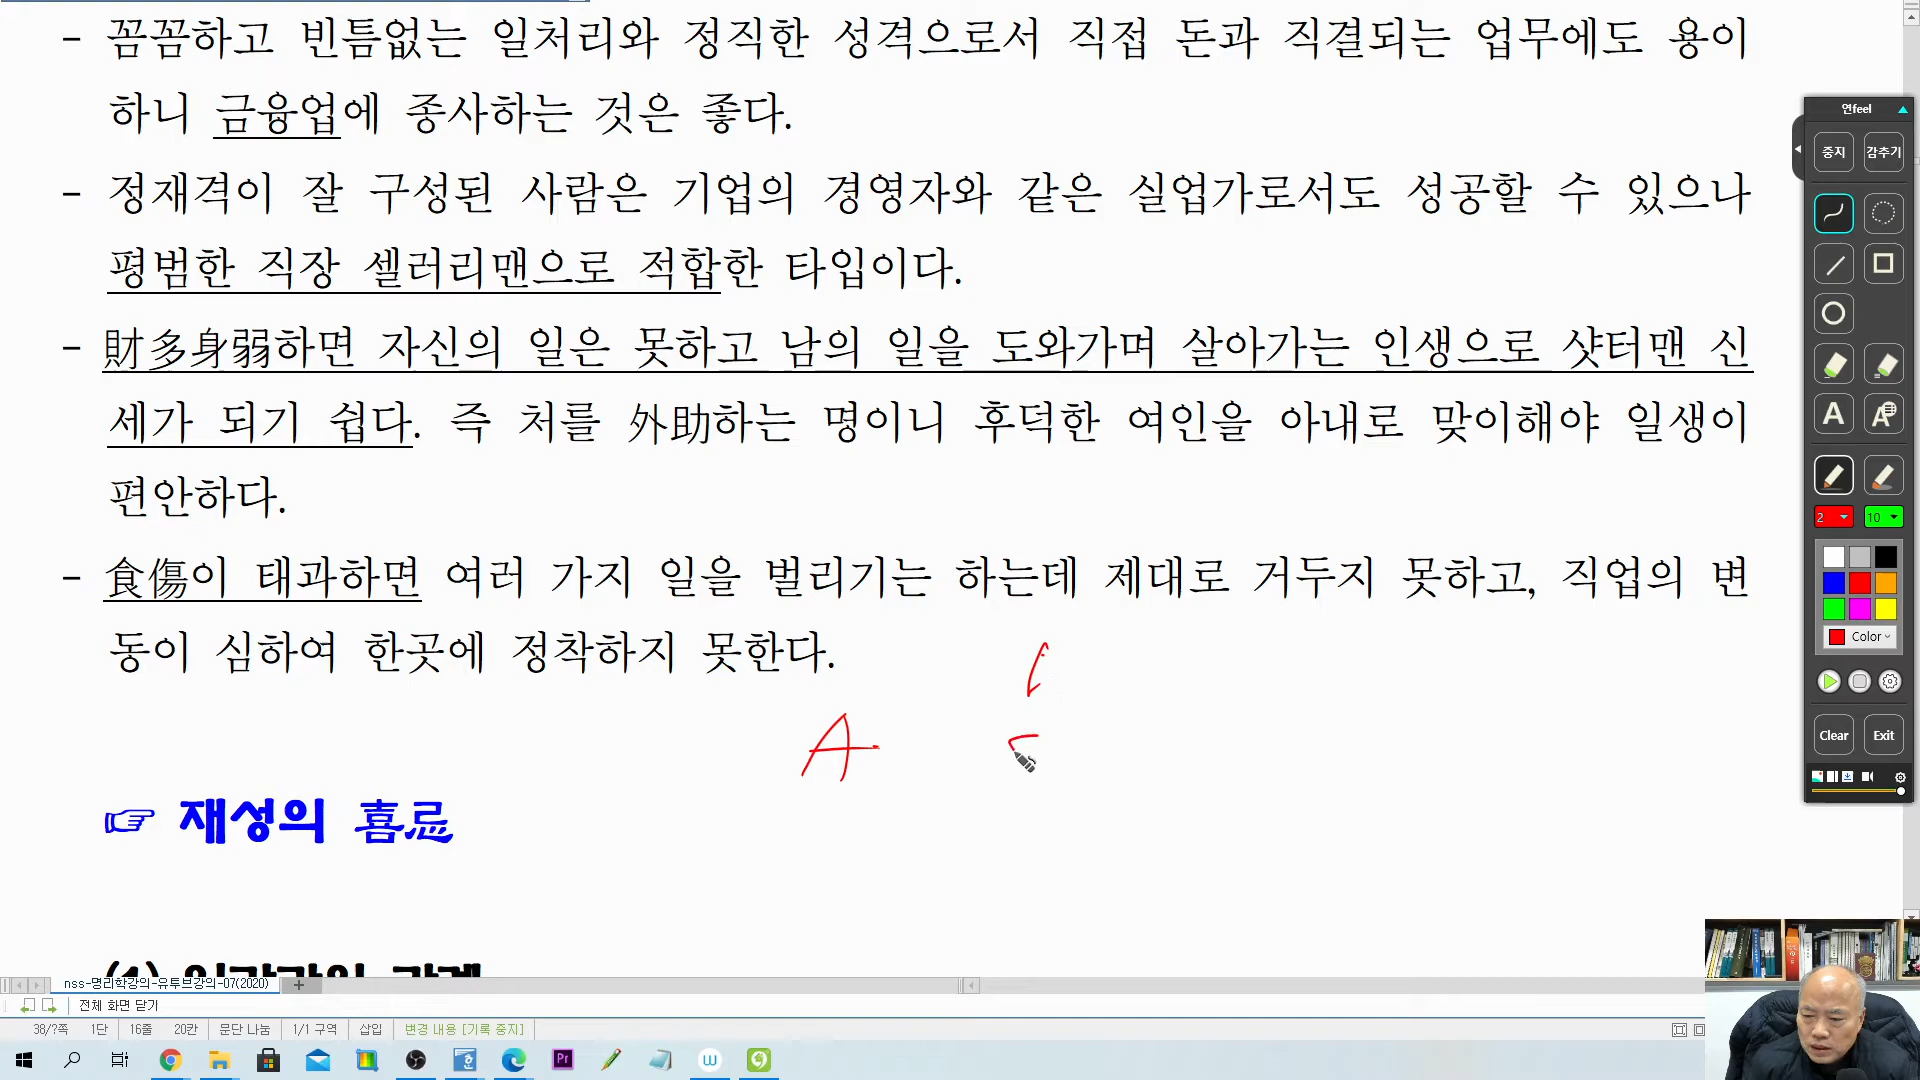 - 꼼꼼하고 빈틈없는 일처리와 정직한 성격으로서 직접 돈과 직결되는 업무에도 용이
하니 금융업에 종사하는 것은 좋다.
- 정재격이 잘 구성된 사람은 기업의 경영자와 같은 실업가로서도 성공할 수 있으나
평범한 직장 셀러리맨으로 적합한 타입이다.
- 財多身弱하면 자신의 일은 못하고 남의 일을 도와가며 살아가는 인생으로 샷터맨 신
세가 되기 쉽다. 즉 처를 外助하는 명이니 후덕한 여인을 아내로 맞이해야 일생이
편안하다.
- 食傷이 태과하면 여러 가지 일을 벌리기는 하는데 제대로 거두지 못하고, 직업의 변
동이 심하여 한곳에 정착하지 못한다.
A
☞ 재성의 喜忌
연feel
중지 감추기
A A
2 10
Color
Clear Exit
nss-명리학강의-유투브강의-07(2020)
전체 화면 닫기
38/?쪽 1단 16줄 20칸 문단 나눔 1/1 구역 삽입 변경 내용 [기록 중지]
Pr W